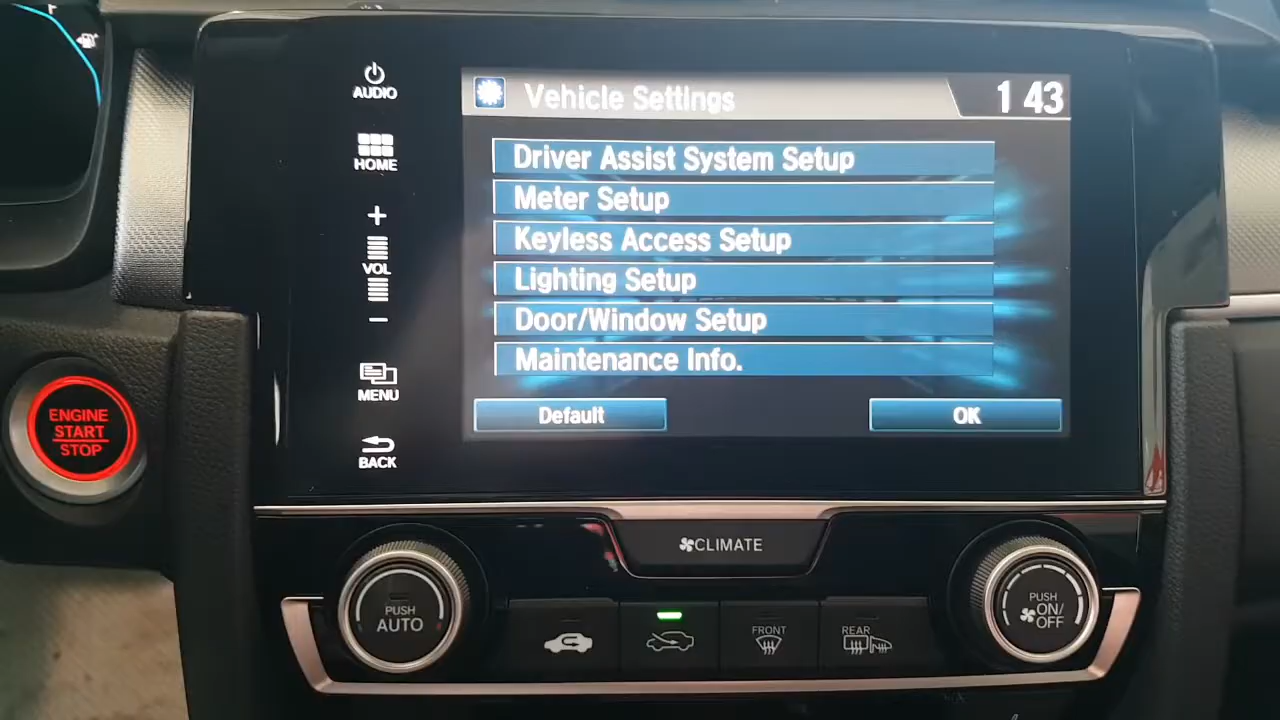 AUDIO
HOME
+
VOL
−
MENU
BACK
Vehicle Settings
1 43
Driver Assist System Setup
Meter Setup
Keyless Access Setup
Lighting Setup
Door/Window Setup
Maintenance Info.
Default
OK
ENGINE
START
STOP
CLIMATE
PUSH
AUTO
FRONT
REAR
PUSH
ON/
OFF